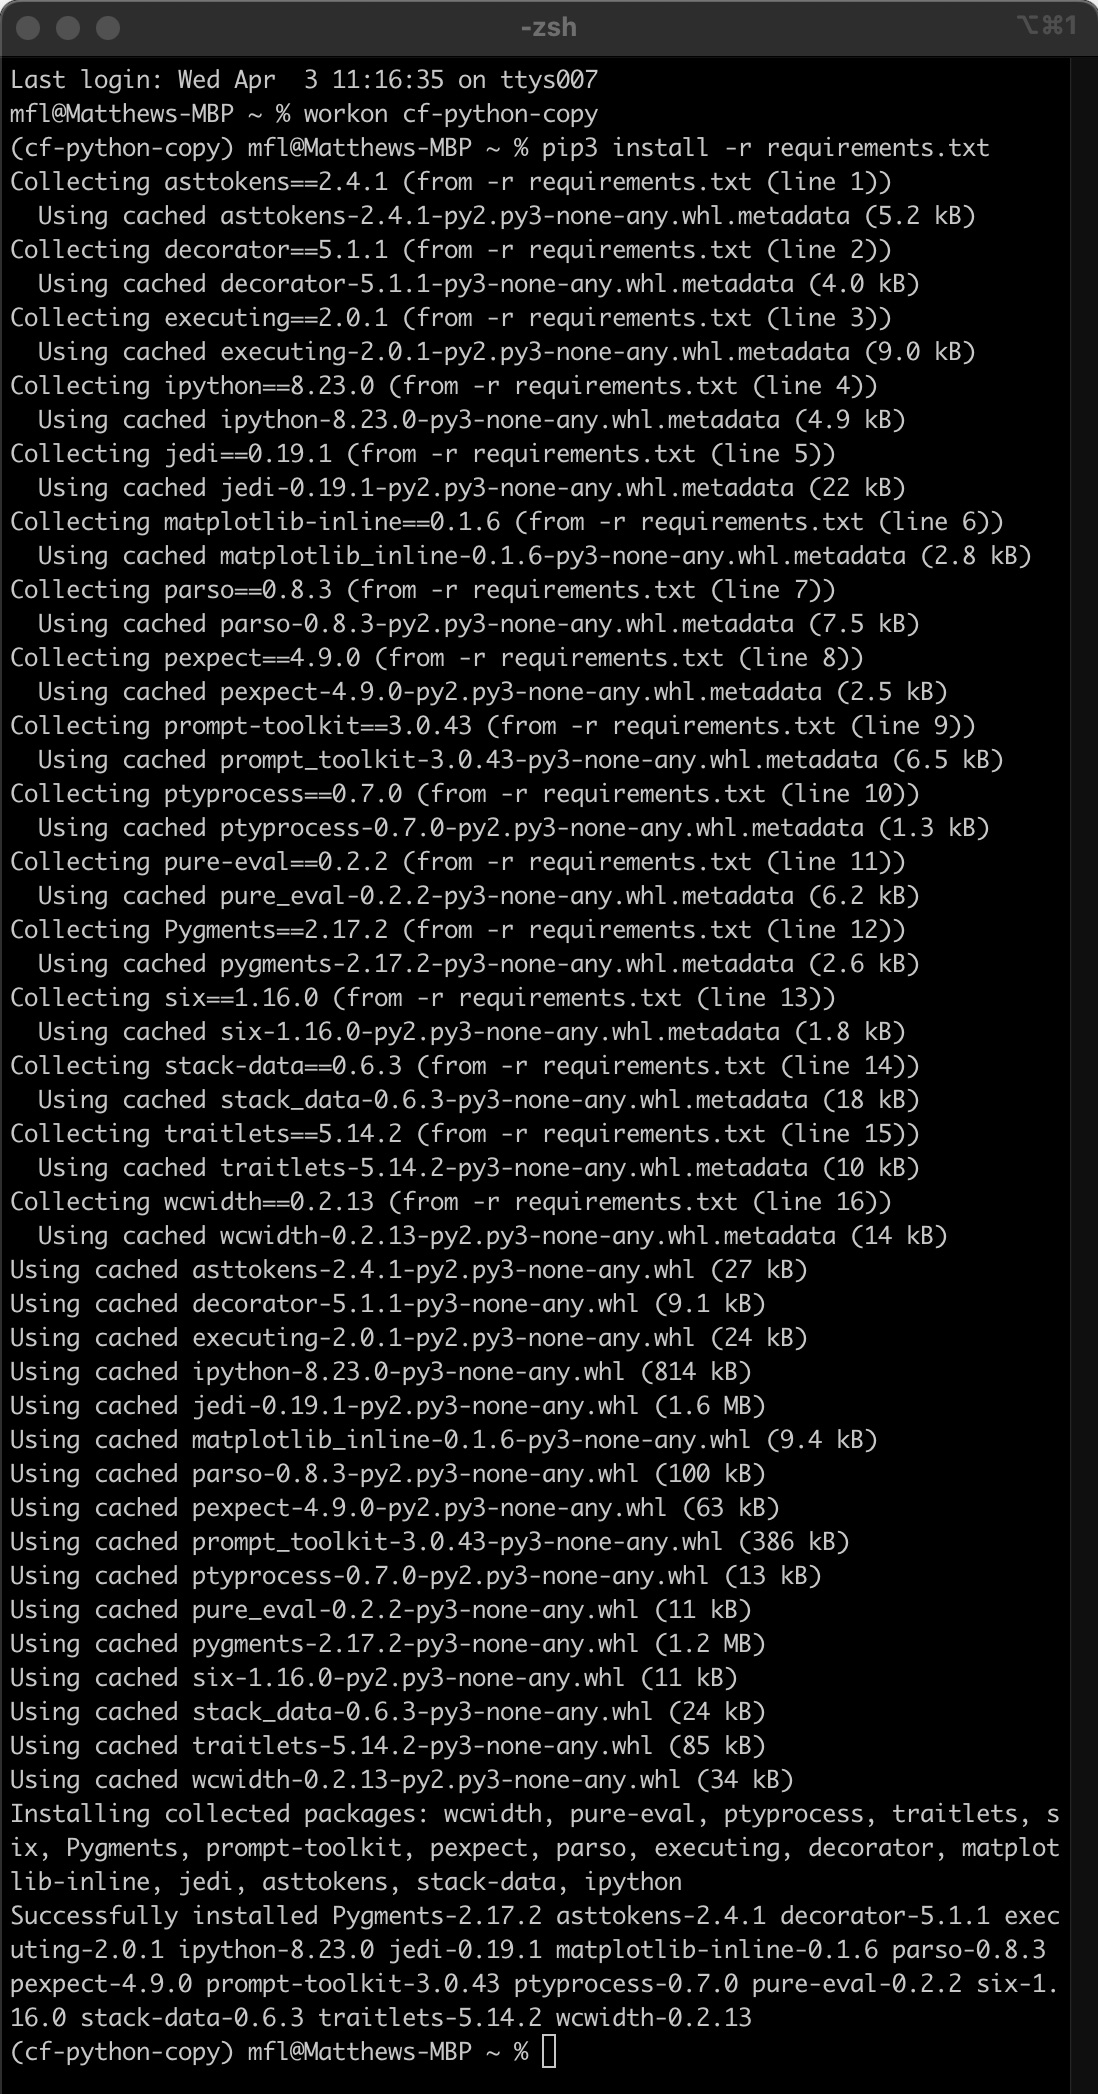 -zsh
⌥⌘1
Last login: Wed Apr  3 11:16:35 on ttys007
mfl@Matthews-MBP ~ % workon cf-python-copy
(cf-python-copy) mfl@Matthews-MBP ~ % pip3 install -r requirements.txt
Collecting asttokens==2.4.1 (from -r requirements.txt (line 1))
  Using cached asttokens-2.4.1-py2.py3-none-any.whl.metadata (5.2 kB)
Collecting decorator==5.1.1 (from -r requirements.txt (line 2))
  Using cached decorator-5.1.1-py3-none-any.whl.metadata (4.0 kB)
Collecting executing==2.0.1 (from -r requirements.txt (line 3))
  Using cached executing-2.0.1-py2.py3-none-any.whl.metadata (9.0 kB)
Collecting ipython==8.23.0 (from -r requirements.txt (line 4))
  Using cached ipython-8.23.0-py3-none-any.whl.metadata (4.9 kB)
Collecting jedi==0.19.1 (from -r requirements.txt (line 5))
  Using cached jedi-0.19.1-py2.py3-none-any.whl.metadata (22 kB)
Collecting matplotlib-inline==0.1.6 (from -r requirements.txt (line 6))
  Using cached matplotlib_inline-0.1.6-py3-none-any.whl.metadata (2.8 kB)
Collecting parso==0.8.3 (from -r requirements.txt (line 7))
  Using cached parso-0.8.3-py2.py3-none-any.whl.metadata (7.5 kB)
Collecting pexpect==4.9.0 (from -r requirements.txt (line 8))
  Using cached pexpect-4.9.0-py2.py3-none-any.whl.metadata (2.5 kB)
Collecting prompt-toolkit==3.0.43 (from -r requirements.txt (line 9))
  Using cached prompt_toolkit-3.0.43-py3-none-any.whl.metadata (6.5 kB)
Collecting ptyprocess==0.7.0 (from -r requirements.txt (line 10))
  Using cached ptyprocess-0.7.0-py2.py3-none-any.whl.metadata (1.3 kB)
Collecting pure-eval==0.2.2 (from -r requirements.txt (line 11))
  Using cached pure_eval-0.2.2-py3-none-any.whl.metadata (6.2 kB)
Collecting Pygments==2.17.2 (from -r requirements.txt (line 12))
  Using cached pygments-2.17.2-py3-none-any.whl.metadata (2.6 kB)
Collecting six==1.16.0 (from -r requirements.txt (line 13))
  Using cached six-1.16.0-py2.py3-none-any.whl.metadata (1.8 kB)
Collecting stack-data==0.6.3 (from -r requirements.txt (line 14))
  Using cached stack_data-0.6.3-py3-none-any.whl.metadata (18 kB)
Collecting traitlets==5.14.2 (from -r requirements.txt (line 15))
  Using cached traitlets-5.14.2-py3-none-any.whl.metadata (10 kB)
Collecting wcwidth==0.2.13 (from -r requirements.txt (line 16))
  Using cached wcwidth-0.2.13-py2.py3-none-any.whl.metadata (14 kB)
Using cached asttokens-2.4.1-py2.py3-none-any.whl (27 kB)
Using cached decorator-5.1.1-py3-none-any.whl (9.1 kB)
Using cached executing-2.0.1-py2.py3-none-any.whl (24 kB)
Using cached ipython-8.23.0-py3-none-any.whl (814 kB)
Using cached jedi-0.19.1-py2.py3-none-any.whl (1.6 MB)
Using cached matplotlib_inline-0.1.6-py3-none-any.whl (9.4 kB)
Using cached parso-0.8.3-py2.py3-none-any.whl (100 kB)
Using cached pexpect-4.9.0-py2.py3-none-any.whl (63 kB)
Using cached prompt_toolkit-3.0.43-py3-none-any.whl (386 kB)
Using cached ptyprocess-0.7.0-py2.py3-none-any.whl (13 kB)
Using cached pure_eval-0.2.2-py3-none-any.whl (11 kB)
Using cached pygments-2.17.2-py3-none-any.whl (1.2 MB)
Using cached six-1.16.0-py2.py3-none-any.whl (11 kB)
Using cached stack_data-0.6.3-py3-none-any.whl (24 kB)
Using cached traitlets-5.14.2-py3-none-any.whl (85 kB)
Using cached wcwidth-0.2.13-py2.py3-none-any.whl (34 kB)
Installing collected packages: wcwidth, pure-eval, ptyprocess, traitlets, s
ix, Pygments, prompt-toolkit, pexpect, parso, executing, decorator, matplot
lib-inline, jedi, asttokens, stack-data, ipython
Successfully installed Pygments-2.17.2 asttokens-2.4.1 decorator-5.1.1 exec
uting-2.0.1 ipython-8.23.0 jedi-0.19.1 matplotlib-inline-0.1.6 parso-0.8.3
pexpect-4.9.0 prompt-toolkit-3.0.43 ptyprocess-0.7.0 pure-eval-0.2.2 six-1.
16.0 stack-data-0.6.3 traitlets-5.14.2 wcwidth-0.2.13
(cf-python-copy) mfl@Matthews-MBP ~ %